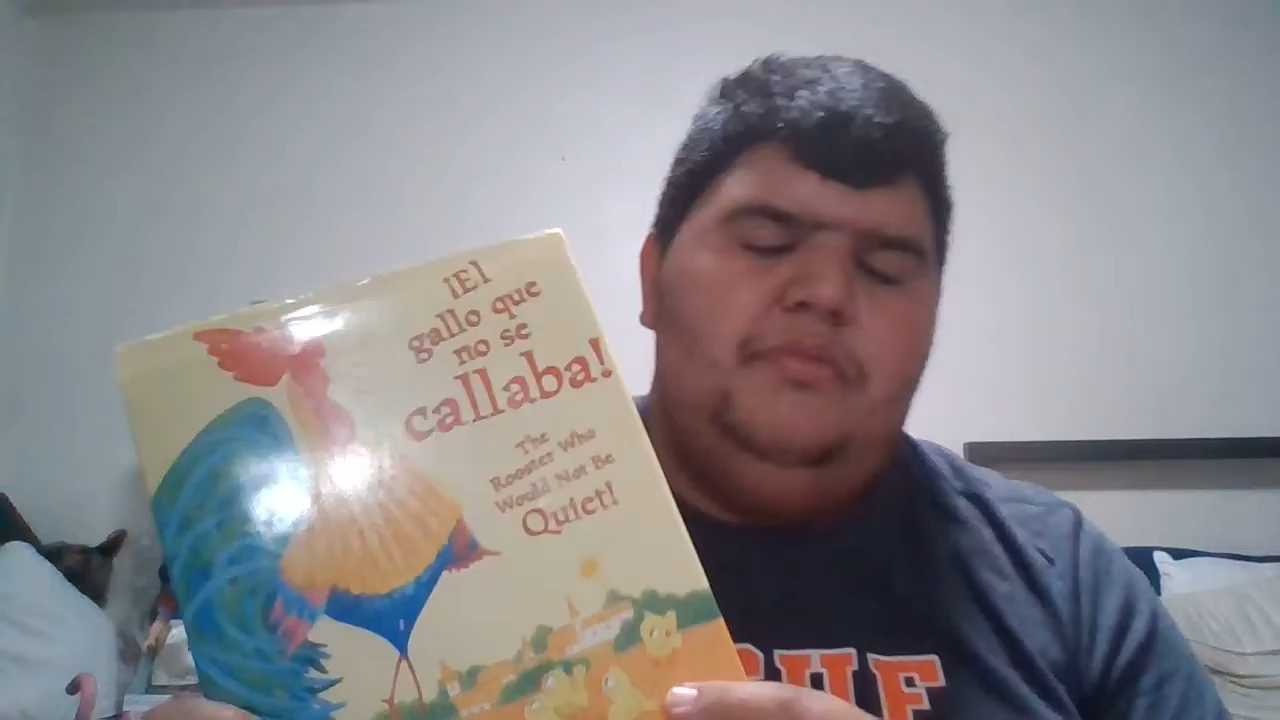 ¡El
gallo que
no se
callaba!
The
Rooster Who
Would Not Be
Quiet!